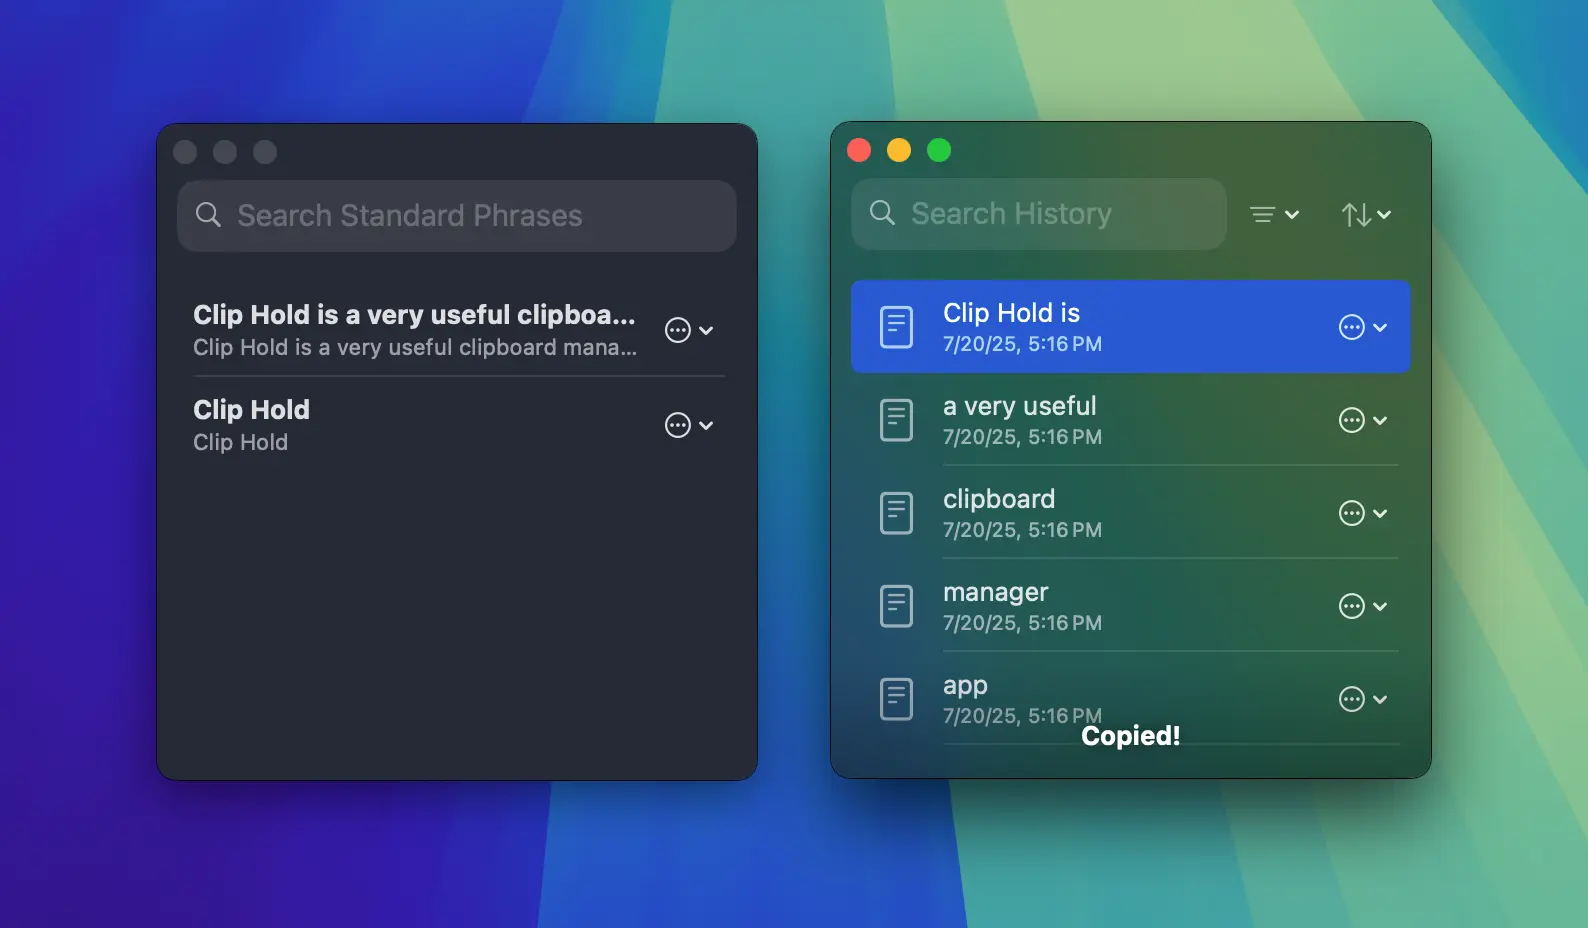 Search Standard Phrases
Clip Hold is a very useful clipboa...
Clip Hold is a very useful clipboard mana...
Clip Hold
Clip Hold
Search History
Clip Hold is
7/20/25, 5:16 PM
a very useful
7/20/25, 5:16 PM
clipboard
7/20/25, 5:16 PM
manager
7/20/25, 5:16 PM
app
7/20/25, 5:16 PM
Copied!